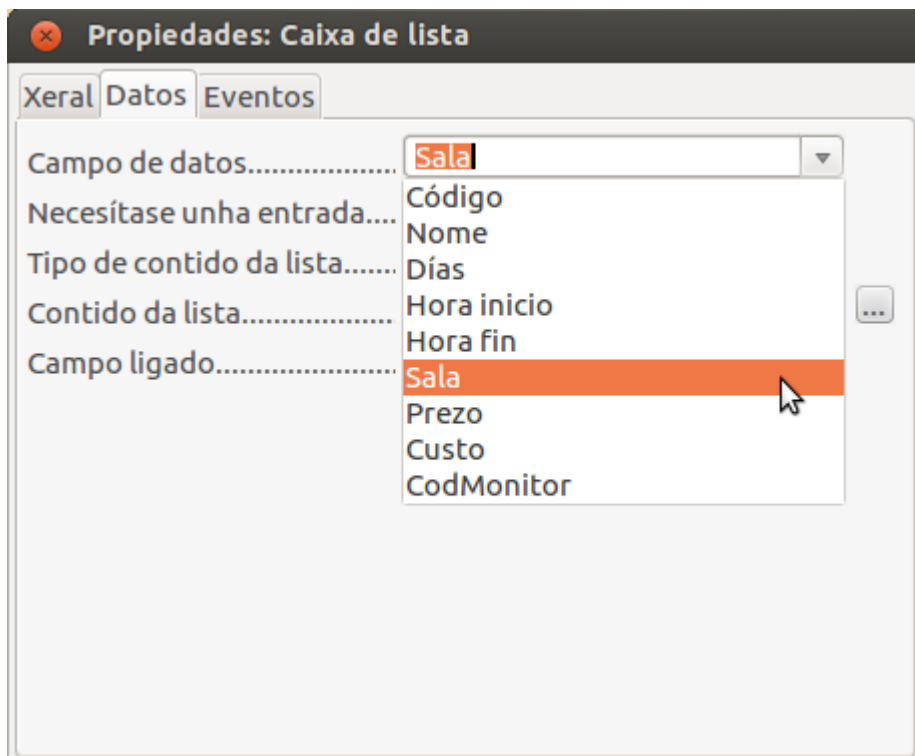 Propiedades: Caixa de lista
Xeral Datos Eventos
Campo de datos.................. Sala
Código
Necesítase unha entrada....
Nome
Tipo de contido da lista.......
Días
Hora inicio
Contido da lista................... ...
Hora fin
Campo ligado.......................
Sala
Prezo
Custo
CodMonitor